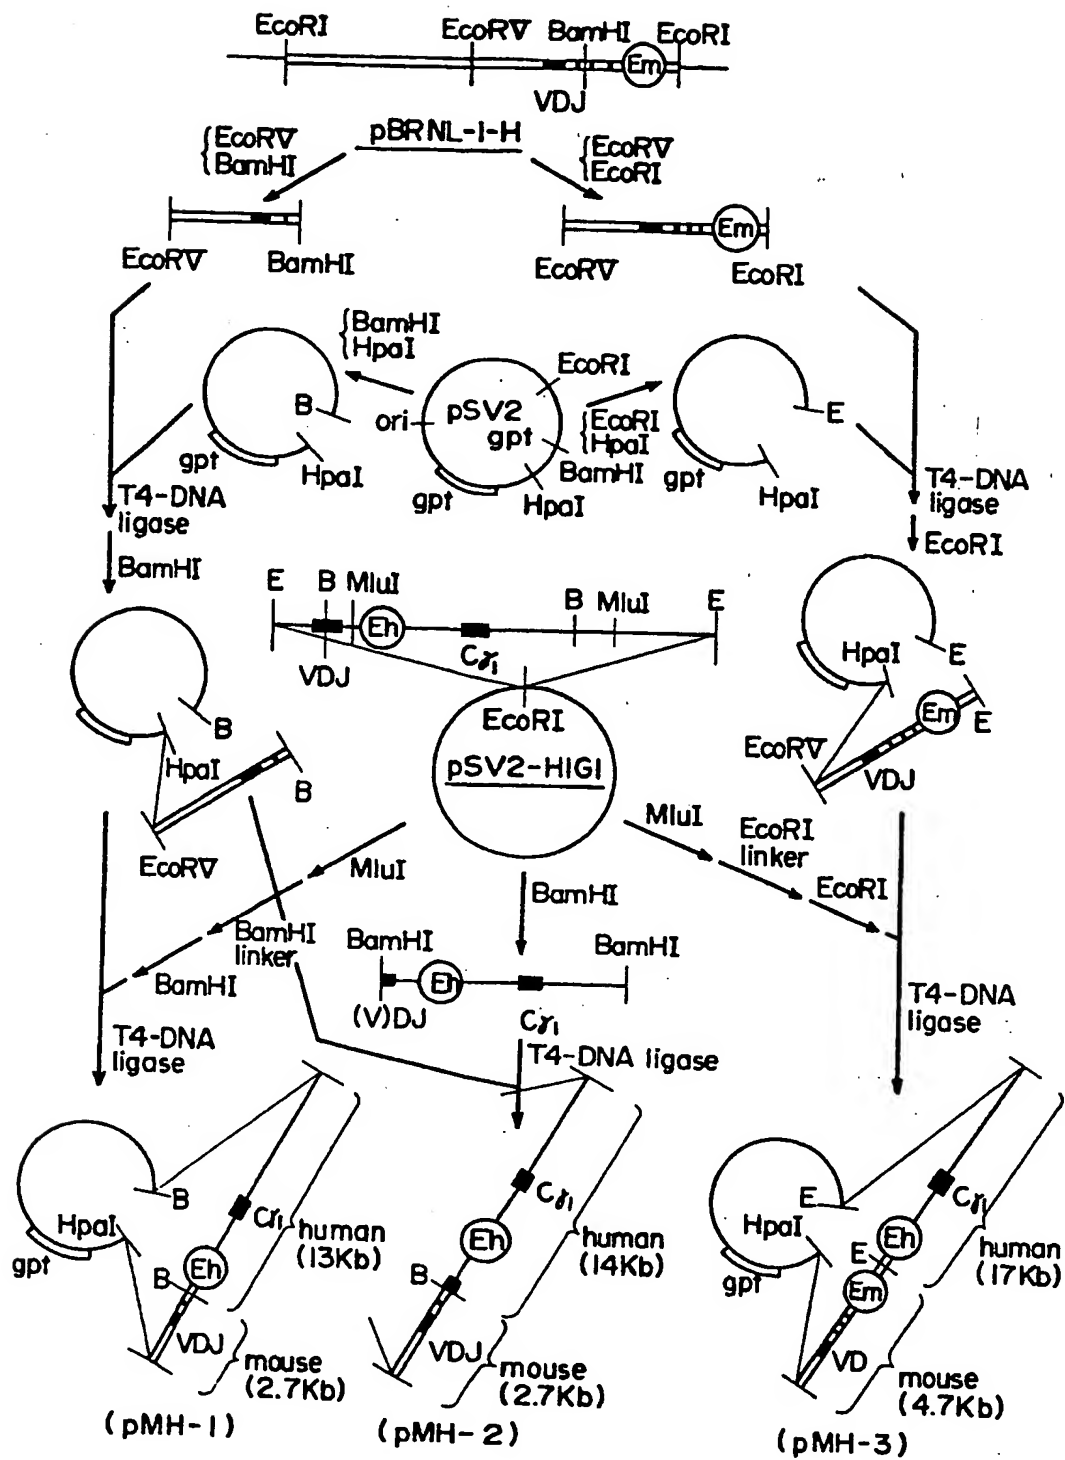 EcoRI
EcoRV
BamHI
EcoRI
Em
VDJ
pBRNL-1-H
EcoRV
BamHI
EcoRV
EcoRI
EcoRV
BamHI
Em
EcoRV
EcoRI
BamHI
HpaI
B
HpaI
gpt
EcoRI
ori
pSV2
gpt
BamHI
HpaI
gpt
EcoRI
HpaI
E
HpaI
gpt
T4-DNA
ligase
BamHI
T4-DNA
ligase
EcoRI
E
B
MluI
Eh
Cγ1
B
MluI
E
VDJ
EcoRI
pSV2-HIGI
B
HpaI
B
EcoRV
HpaI
E
Em
E
EcoRV
VDJ
MluI
BamHI
linker
BamHI
T4-DNA
ligase
BamHI
BamHI
BamHI
Eh
(V)DJ
Cγ1
T4-DNA ligase
MluI
EcoRI
linker
EcoRI
T4-DNA
ligase
B
HpaI
gpt
Cγ1
Eh
B
VDJ
human
(13Kb)
mouse
(2.7Kb)
(pMH-1)
Cγ1
Eh
B
VDJ
human
(14Kb)
mouse
(2.7Kb)
(pMH-2)
E
HpaI
gpt
Cγ1
Eh
E
Em
VD
human
(17Kb)
mouse
(4.7Kb)
(pMH-3)